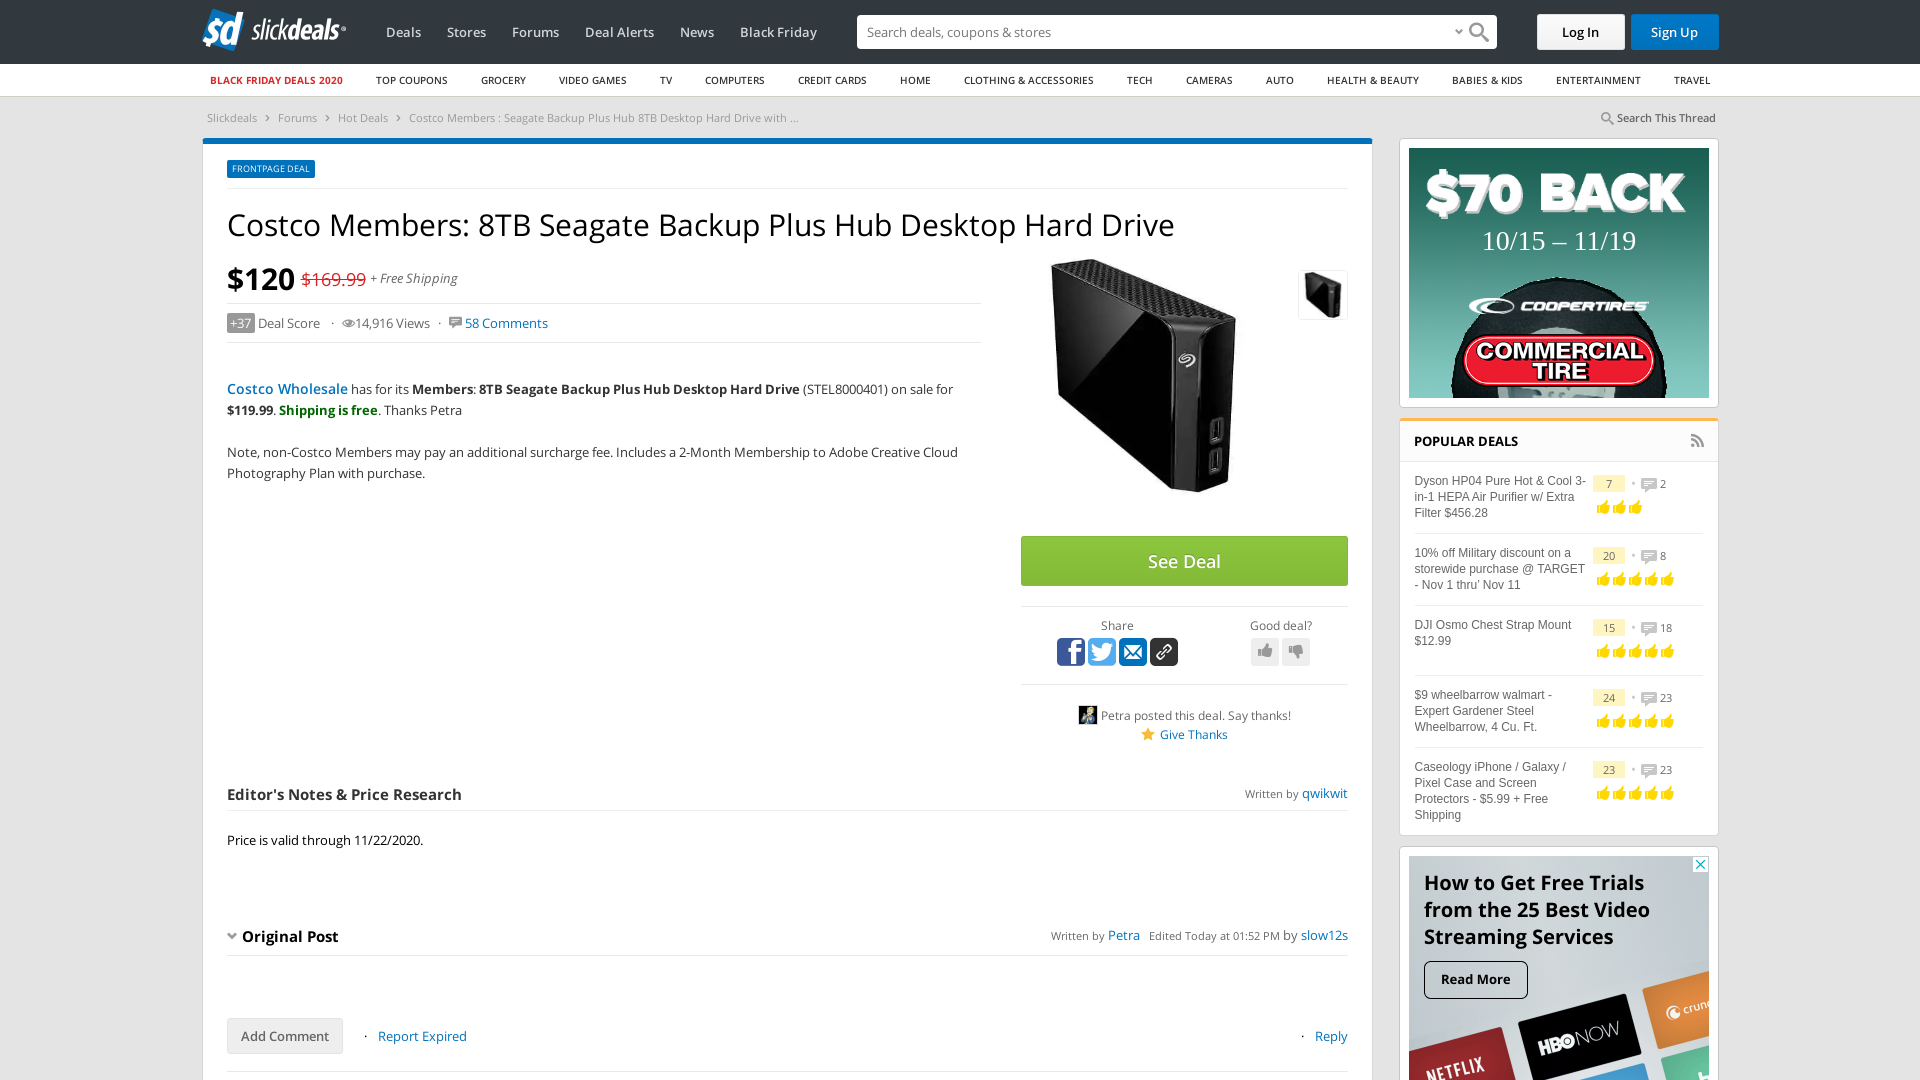 sd slickdeals
Deals Stores Forums Deal Alerts News Black Friday
Search deals, coupons & stores
Log In Sign Up
BLACK FRIDAY DEALS 2020 TOP COUPONS GROCERY VIDEO GAMES TV COMPUTERS CREDIT CARDS HOME CLOTHING & ACCESSORIES TECH CAMERAS AUTO HEALTH & BEAUTY BABIES & KIDS ENTERTAINMENT TRAVEL
Slickdeals › Forums › Hot Deals › Costco Members : Seagate Backup Plus Hub 8TB Desktop Hard Drive with ...
Search This Thread
FRONTPAGE DEAL
Costco Members: 8TB Seagate Backup Plus Hub Desktop Hard Drive
$120 $169.99 + Free Shipping
+37 Deal Score · 14,916 Views · 58 Comments
Costco Wholesale has for its Members: 8TB Seagate Backup Plus Hub Desktop Hard Drive (STEL8000401) on sale for
$119.99. Shipping is free. Thanks Petra
Note, non-Costco Members may pay an additional surcharge fee. Includes a 2-Month Membership to Adobe Creative Cloud
Photography Plan with purchase.
See Deal
Share
Good deal?
Petra posted this deal. Say thanks!
Give Thanks
Editor's Notes & Price Research
Written by qwikwit
Price is valid through 11/22/2020.
Original Post
Written by Petra Edited Today at 01:52 PM by slow12s
Add Comment · Report Expired
· Reply
$70 BACK
10/15 – 11/19
COOPERTIRES
COMMERCIAL
TIRE
POPULAR DEALS
Dyson HP04 Pure Hot & Cool 3-
in-1 HEPA Air Purifier w/ Extra
Filter $456.28
7 • 2
10% off Military discount on a
storewide purchase @ TARGET
- Nov 1 thru' Nov 11
20 • 8
DJI Osmo Chest Strap Mount
$12.99
15 • 18
$9 wheelbarrow walmart -
Expert Gardener Steel
Wheelbarrow, 4 Cu. Ft.
24 • 23
Caseology iPhone / Galaxy /
Pixel Case and Screen
Protectors - $5.99 + Free
Shipping
23 • 23
How to Get Free Trials
from the 25 Best Video
Streaming Services
Read More
HBO NOW
NETFLIX